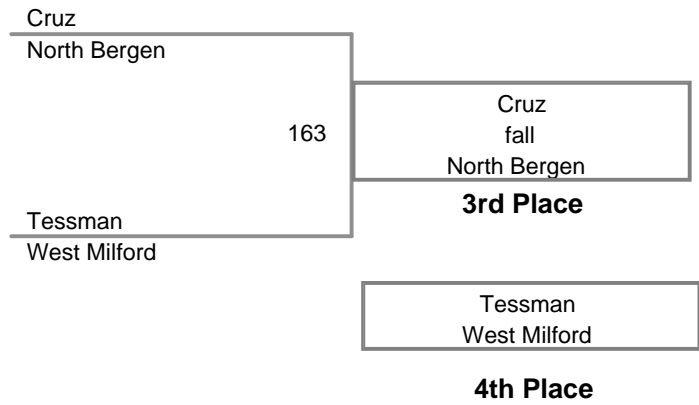 Cruz
North Bergen
163
Cruz
fall
North Bergen
3rd Place
Tessman
West Milford
Tessman
West Milford
4th Place